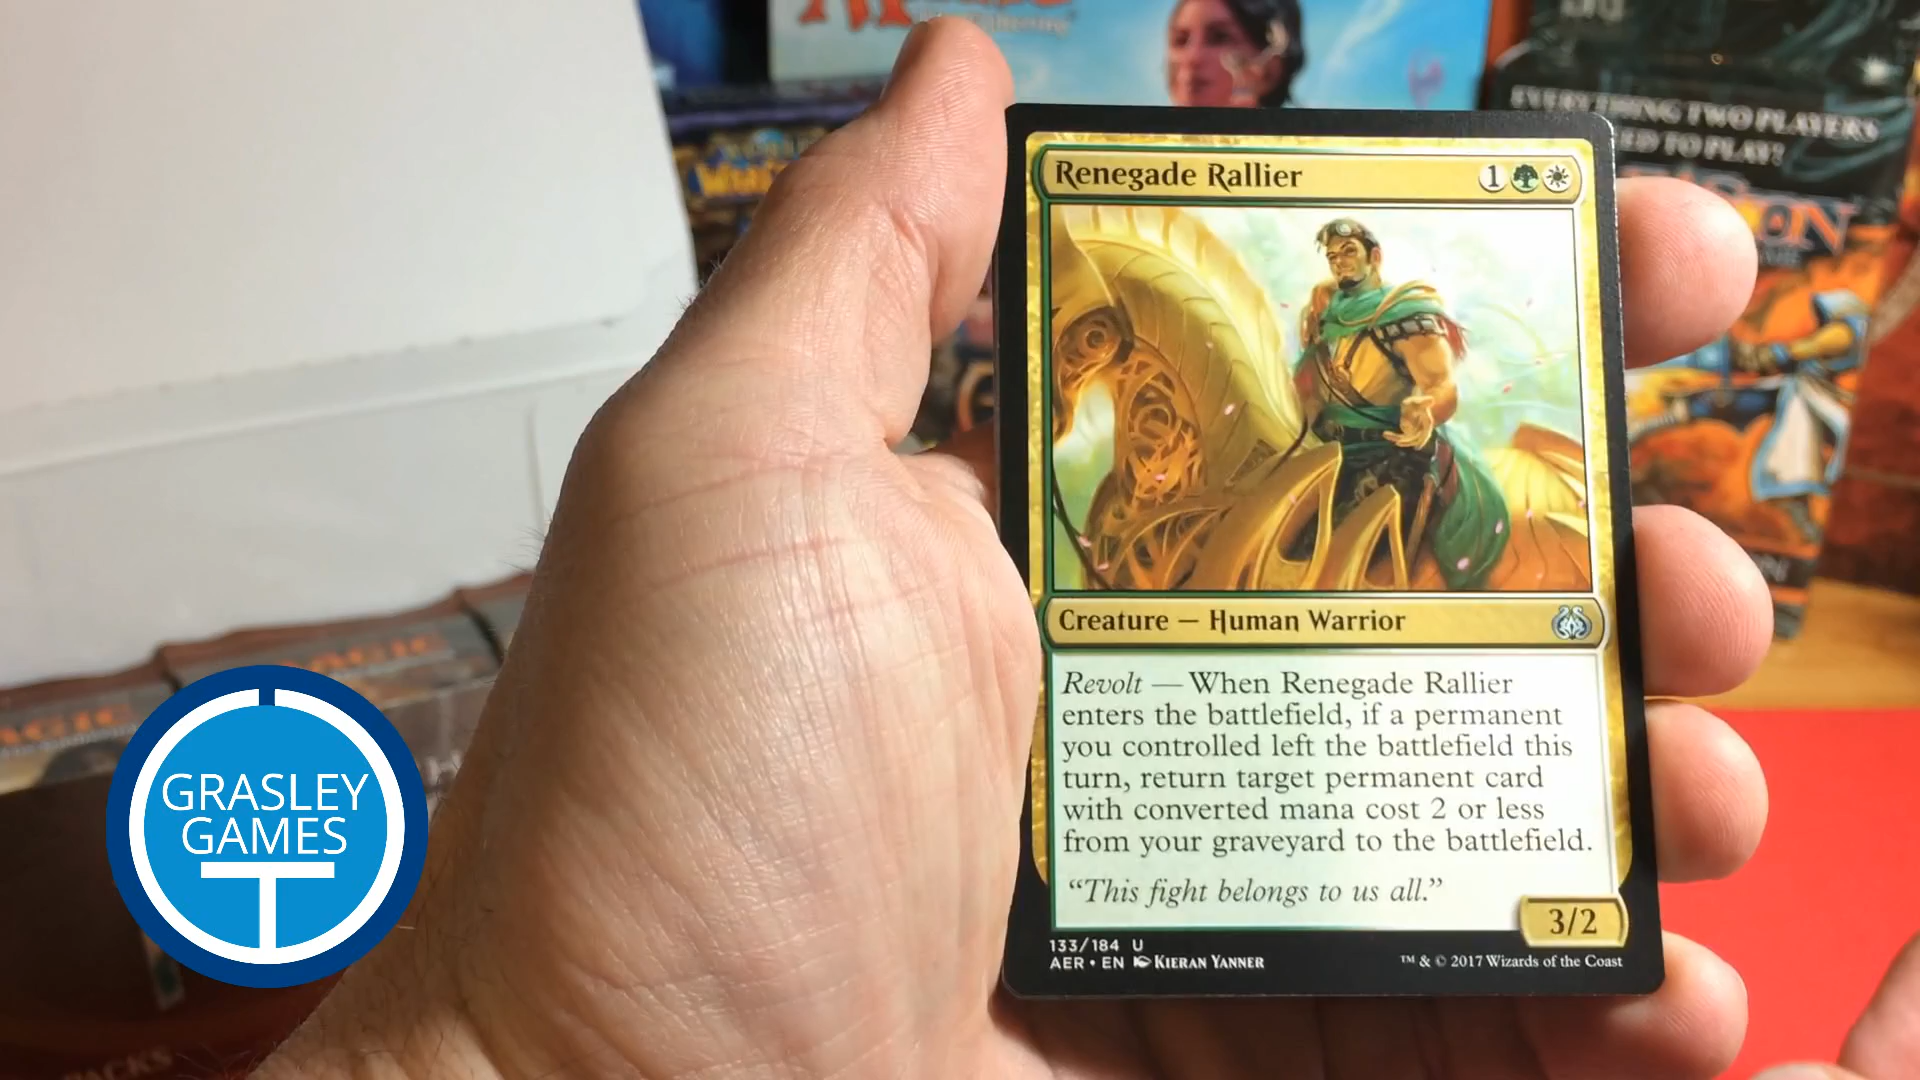 EVERYTHING TWO PLAYERS
TO PLAY!
Renegade Rallier
1
Creature — Human Warrior
Revolt — When Renegade Rallier
enters the battlefield, if a permanent
you controlled left the battlefield this
turn, return target permanent card
with converted mana cost 2 or less
from your graveyard to the battlefield.
“This fight belongs to us all.”
3/2
133/184 U
AER • EN KIERAN YANNER
™ & © 2017 Wizards of the Coast
GRASLEY
GAMES